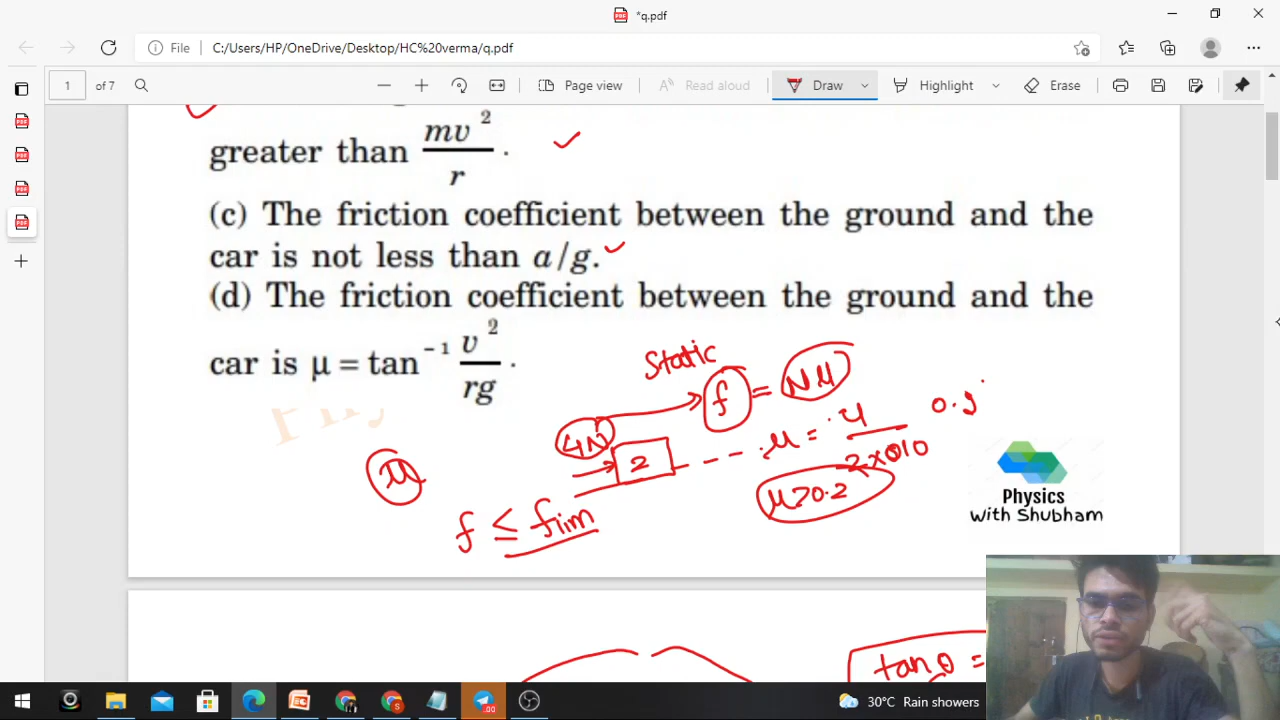 *q.pdf
File C:/Users/HP/OneDrive/Desktop/HC%20verma/q.pdf
1 of 7 Page view Read aloud Draw Highlight Erase
greater than mv²/r .
(c) The friction coefficient between the ground and the
car is not less than a/g.
(d) The friction coefficient between the ground and the
car is μ = tan⁻¹ v²/rg .
Static
f = Nμ
4N
2
μ = 4/2×10
μ>0.2
μ
f ≤ flim
Physics
With Shubham
tanθ =
30°C Rain showers